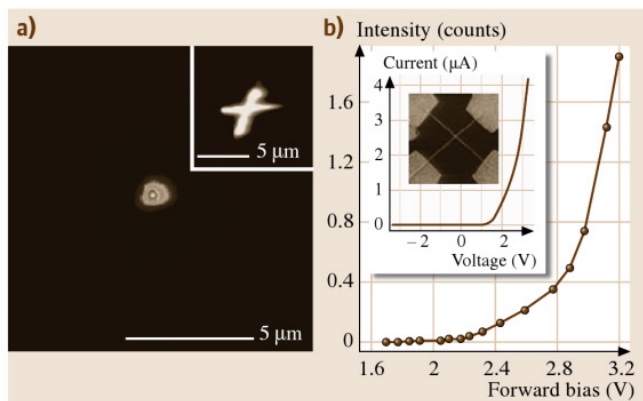 a)
5 μm
5 μm
b) Intensity (counts)
1.6
1.2
0.8
0.4
0
Current (μA)
4
3
2
1
0
– 2 0 2
Voltage (V)
1.6 2 2.4 2.8 3.2
Forward bias (V)